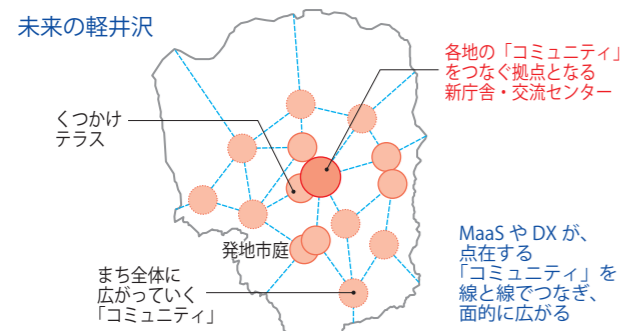 未来の軽井沢
各地の「コミュニティ」
をつなぐ拠点となる
新庁舎・交流センター
くつかけ
テラス
発地市庭
まち全体に
広がっていく
「コミュニティ」
MaaS や DX が、
点在する
「コミュニティ」を
線と線でつなぎ、
面的に広がる